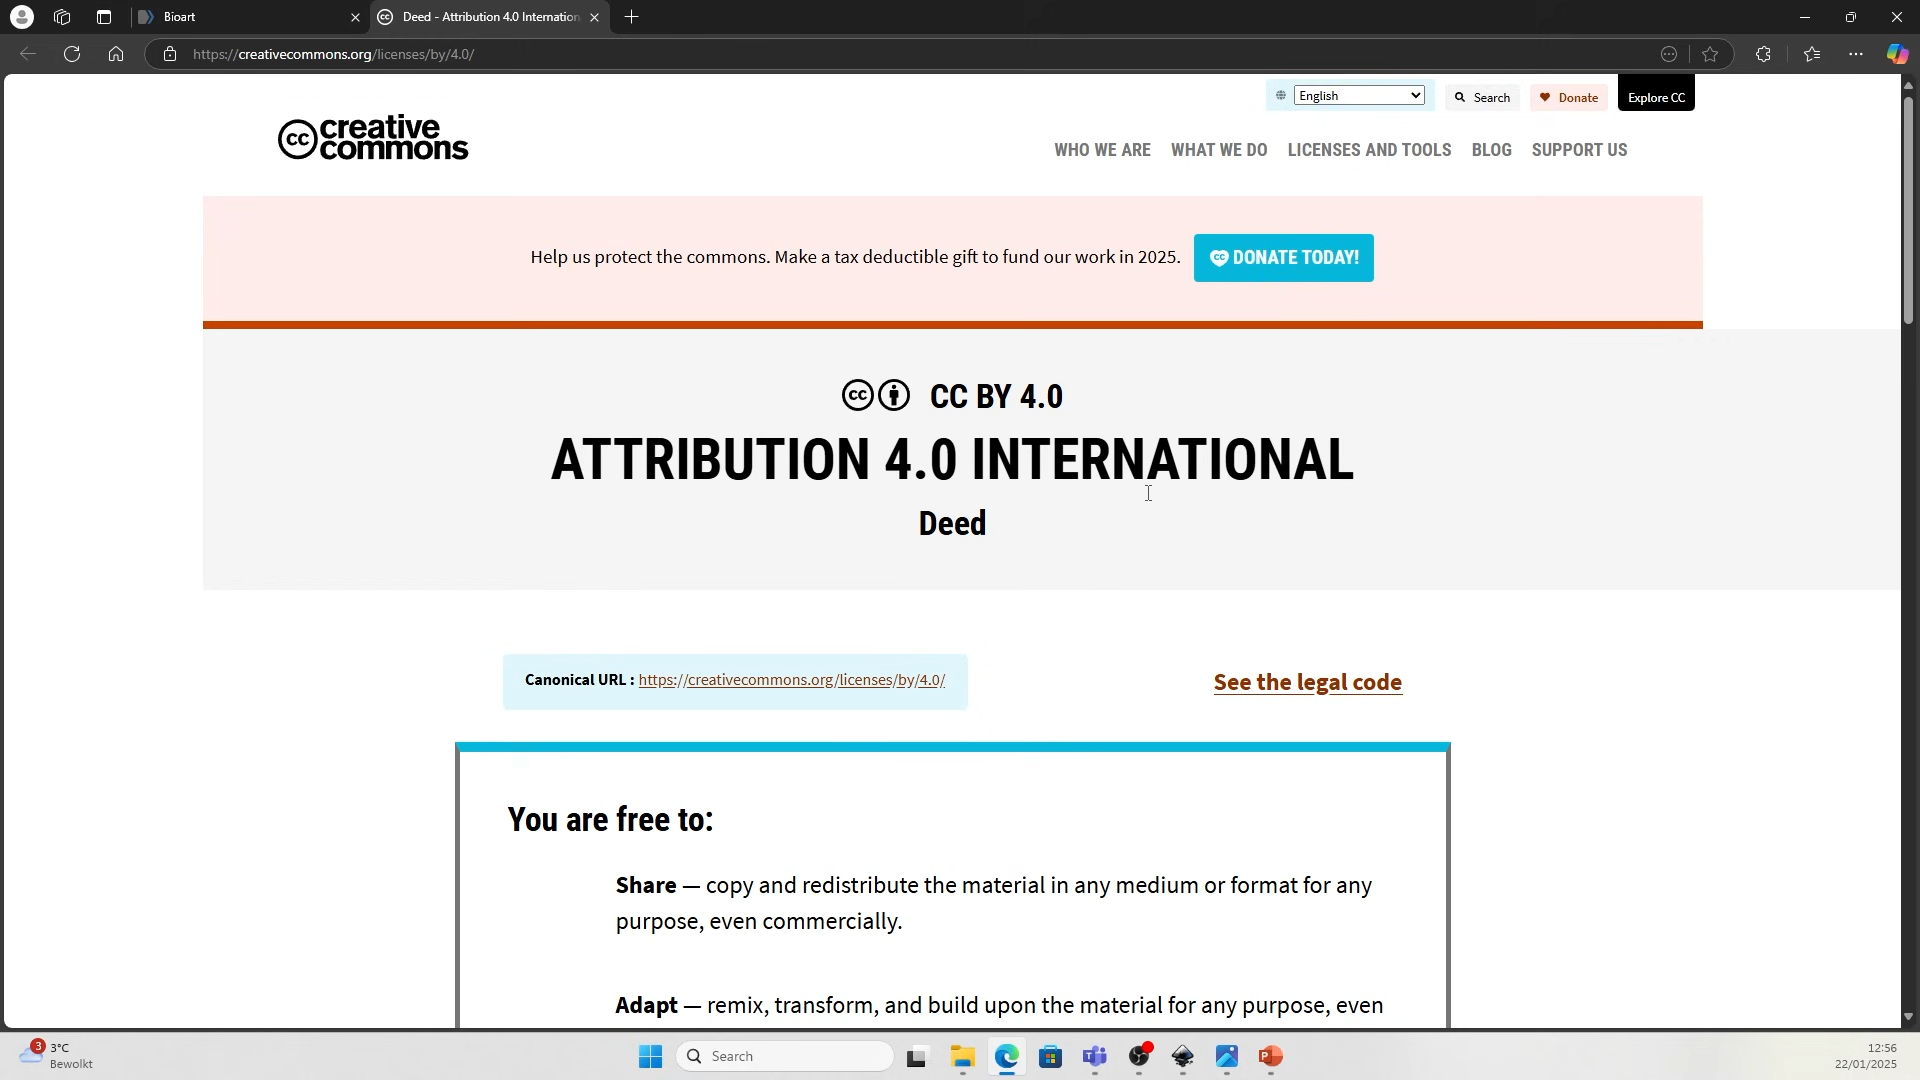 Bioart
Deed - Attribution 4.0 Internation
https://creativecommons.org/licenses/by/4.0/
English
Search
Donate
Explore CC
cc creative commons
WHO WE ARE WHAT WE DO LICENSES AND TOOLS BLOG SUPPORT US
Help us protect the commons. Make a tax deductible gift to fund our work in 2025.
DONATE TODAY!
CC BY 4.0
ATTRIBUTION 4.0 INTERNATIONAL
Deed
Canonical URL : https://creativecommons.org/licenses/by/4.0/
See the legal code
You are free to:
Share — copy and redistribute the material in any medium or format for any
purpose, even commercially.
Adapt — remix, transform, and build upon the material for any purpose, even
3
3°C
Bewolkt
Search
12:56
22/01/2025